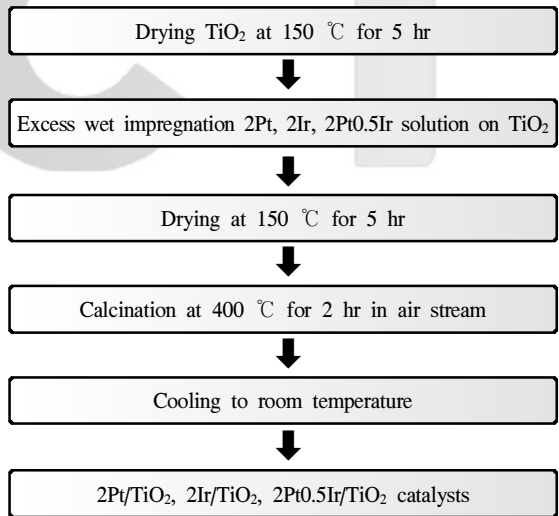 Drying TiO₂ at 150 ℃ for 5 hr
Excess wet impregnation 2Pt, 2Ir, 2Pt0.5Ir solution on TiO₂
Drying at 150 ℃ for 5 hr
Calcination at 400 ℃ for 2 hr in air stream
Cooling to room temperature
2Pt/TiO₂, 2Ir/TiO₂, 2Pt0.5Ir/TiO₂ catalysts